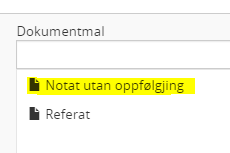 Dokumentmal
Notat utan oppfølgjing
Referat